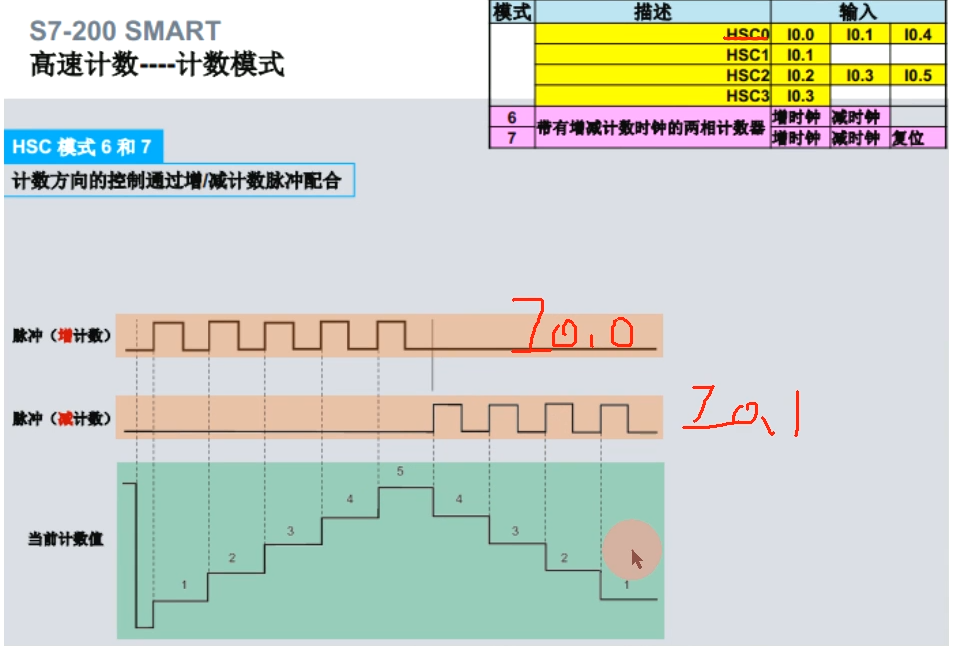 S7-200 SMART
高速计数----计数模式
模式 描述 输入
HSC0 I0.0 I0.1 I0.4
HSC1 I0.1
HSC2 I0.2 I0.3 I0.5
HSC3 I0.3
6 带有增减计数时钟的两相计数器 增时钟 减时钟
7 增时钟 减时钟 复位
HSC 模式 6 和 7
计数方向的控制通过增/减计数脉冲配合
脉冲（增计数） I0.0
脉冲（减计数） I0.1
当前计数值
1 2 3 4 5 4 3 2 1